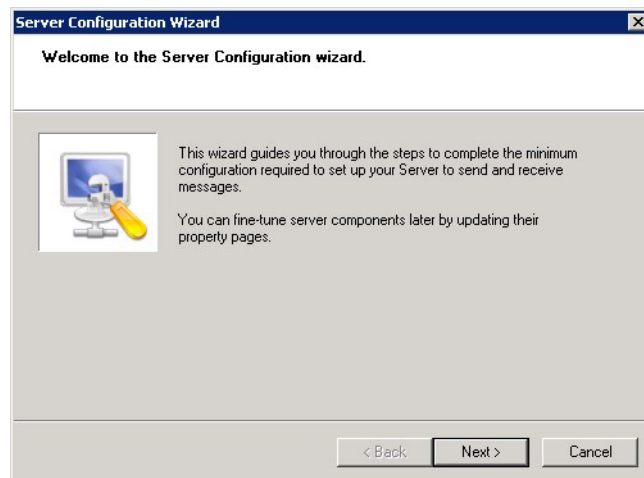 Server Configuration Wizard
Welcome to the Server Configuration wizard.
This wizard guides you through the steps to complete the minimum
configuration required to set up your Server to send and receive
messages.
You can fine-tune server components later by updating their
property pages.
< Back
Next >
Cancel